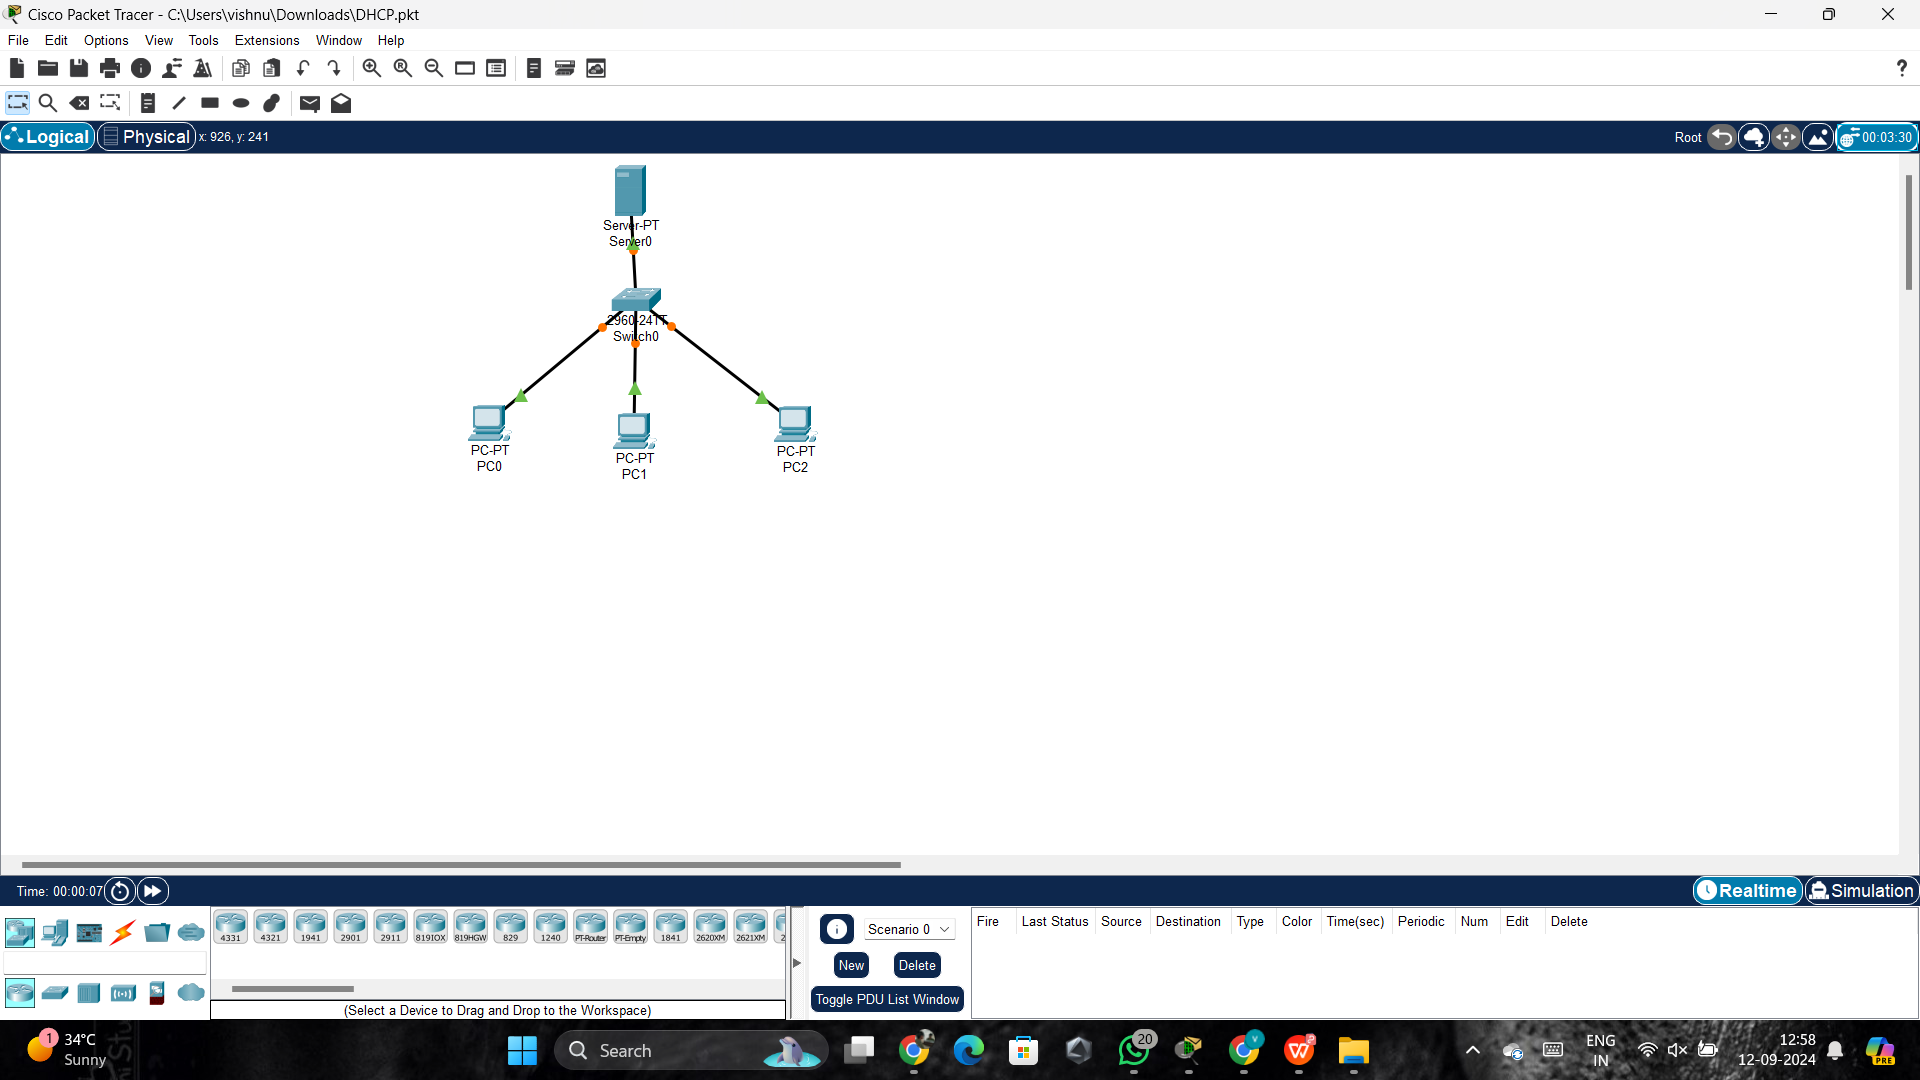 Cisco Packet Tracer - C:\Users\vishnu\Downloads\DHCP.pkt
File Edit Options View Tools Extensions Window Help
?
Logical Physical x: 926, y: 241 Root 00:03:30
Server-PT
Server0
2960-24TT
Switch0
PC-PT
PC0
PC-PT
PC1
PC-PT
PC2
Time: 00:00:07 Realtime Simulation
4331 4321 1941 2901 2911 819IOX 819HGW 829 1240 PT-Router PT-Empty 1841 2620XM 2621XM 2
(Select a Device to Drag and Drop to the Workspace)
Scenario 0
New Delete
Toggle PDU List Window
Fire Last Status Source Destination Type Color Time(sec) Periodic Num Edit Delete
1 34°C
Sunny
Search
20
V
ENG
IN
12:58
12-09-2024
PRE